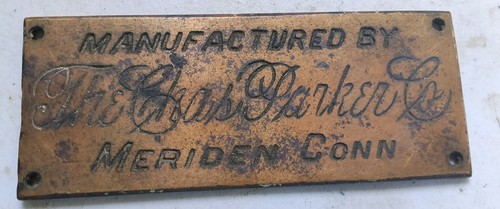 MANUFACTURED BY
The Chas. Parker Co
MERIDEN CONN